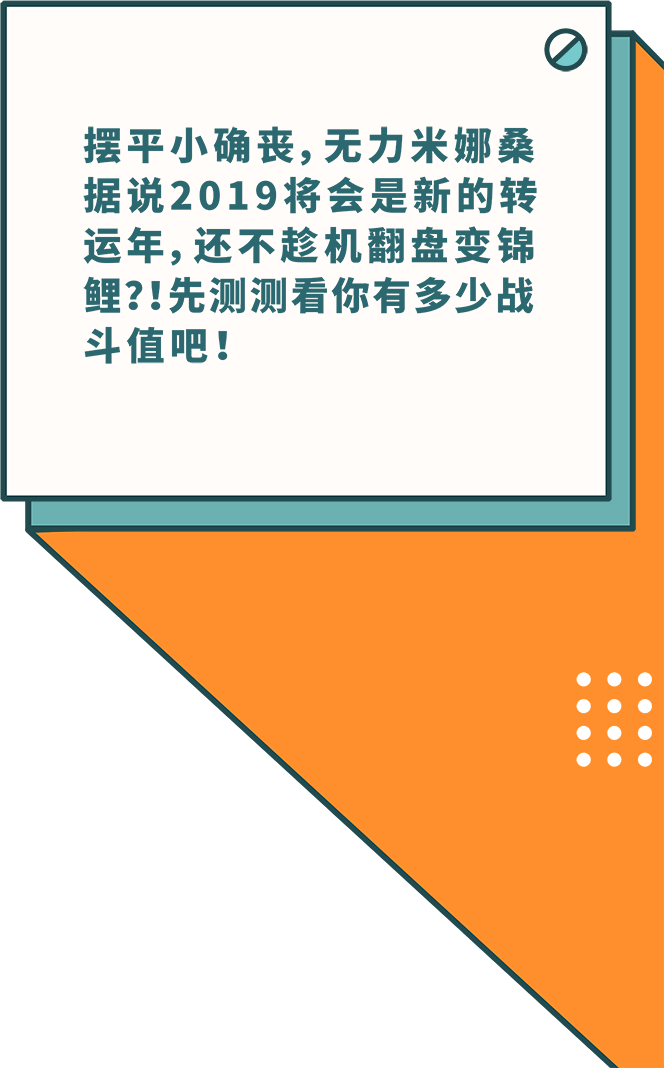 摆平小确丧，无力米娜桑
据说2019将会是新的转
运年，还不趁机翻盘变锦
鲤?!先测测看你有多少战
斗值吧！